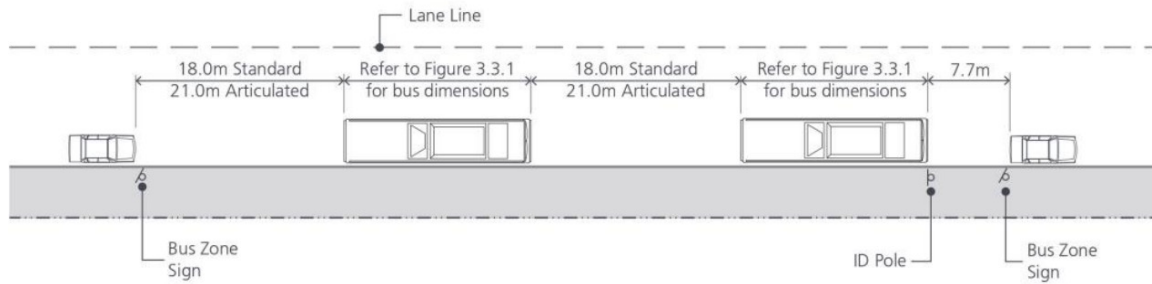 Lane Line
18.0m Standard
21.0m Articulated
Refer to Figure 3.3.1
for bus dimensions
18.0m Standard
21.0m Articulated
Refer to Figure 3.3.1
for bus dimensions
7.7m
Bus Zone
Sign
ID Pole
Bus Zone
Sign